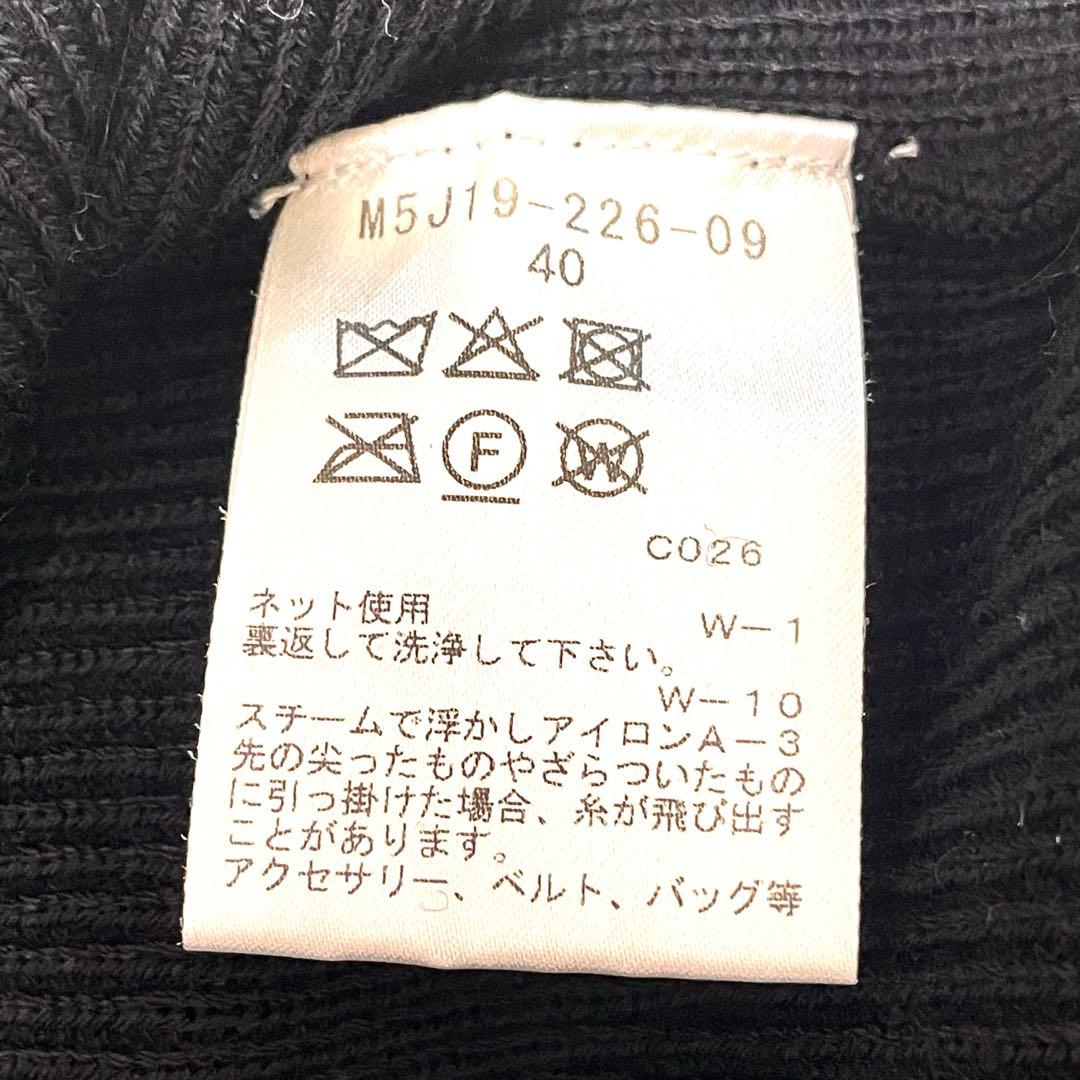 M5J19-226-09
40
F
W
C026
ネット使用 W-1
裏返して洗浄して下さい。
W-10
スチームで浮かしアイロンA-3
先の尖ったものやざらついたもの
に引っ掛けた場合、糸が飛び出す
ことがあります。
アクセサリー、ベルト、バッグ等